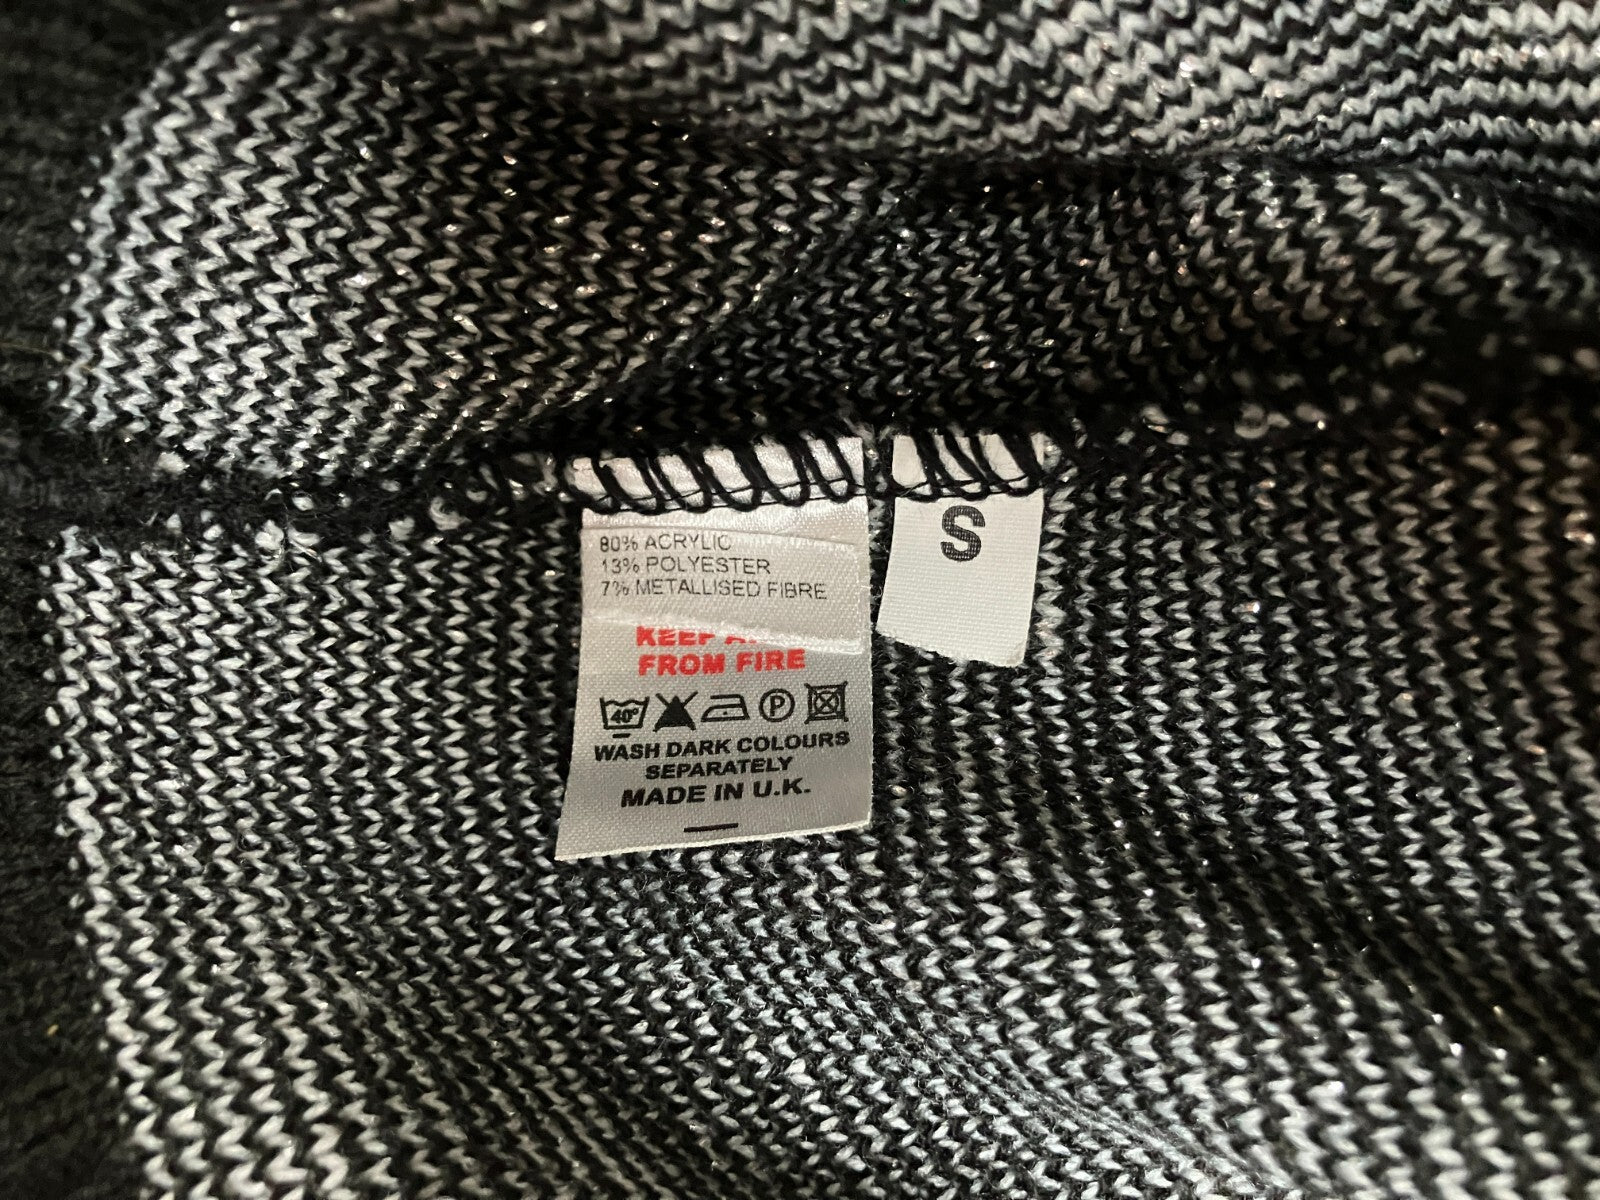 80% ACRYLIC
13% POLYESTER
7% METALLISED FIBRE
KEEP
FROM FIRE
40°
P
WASH DARK COLOURS
SEPARATELY
MADE IN U.K.
S